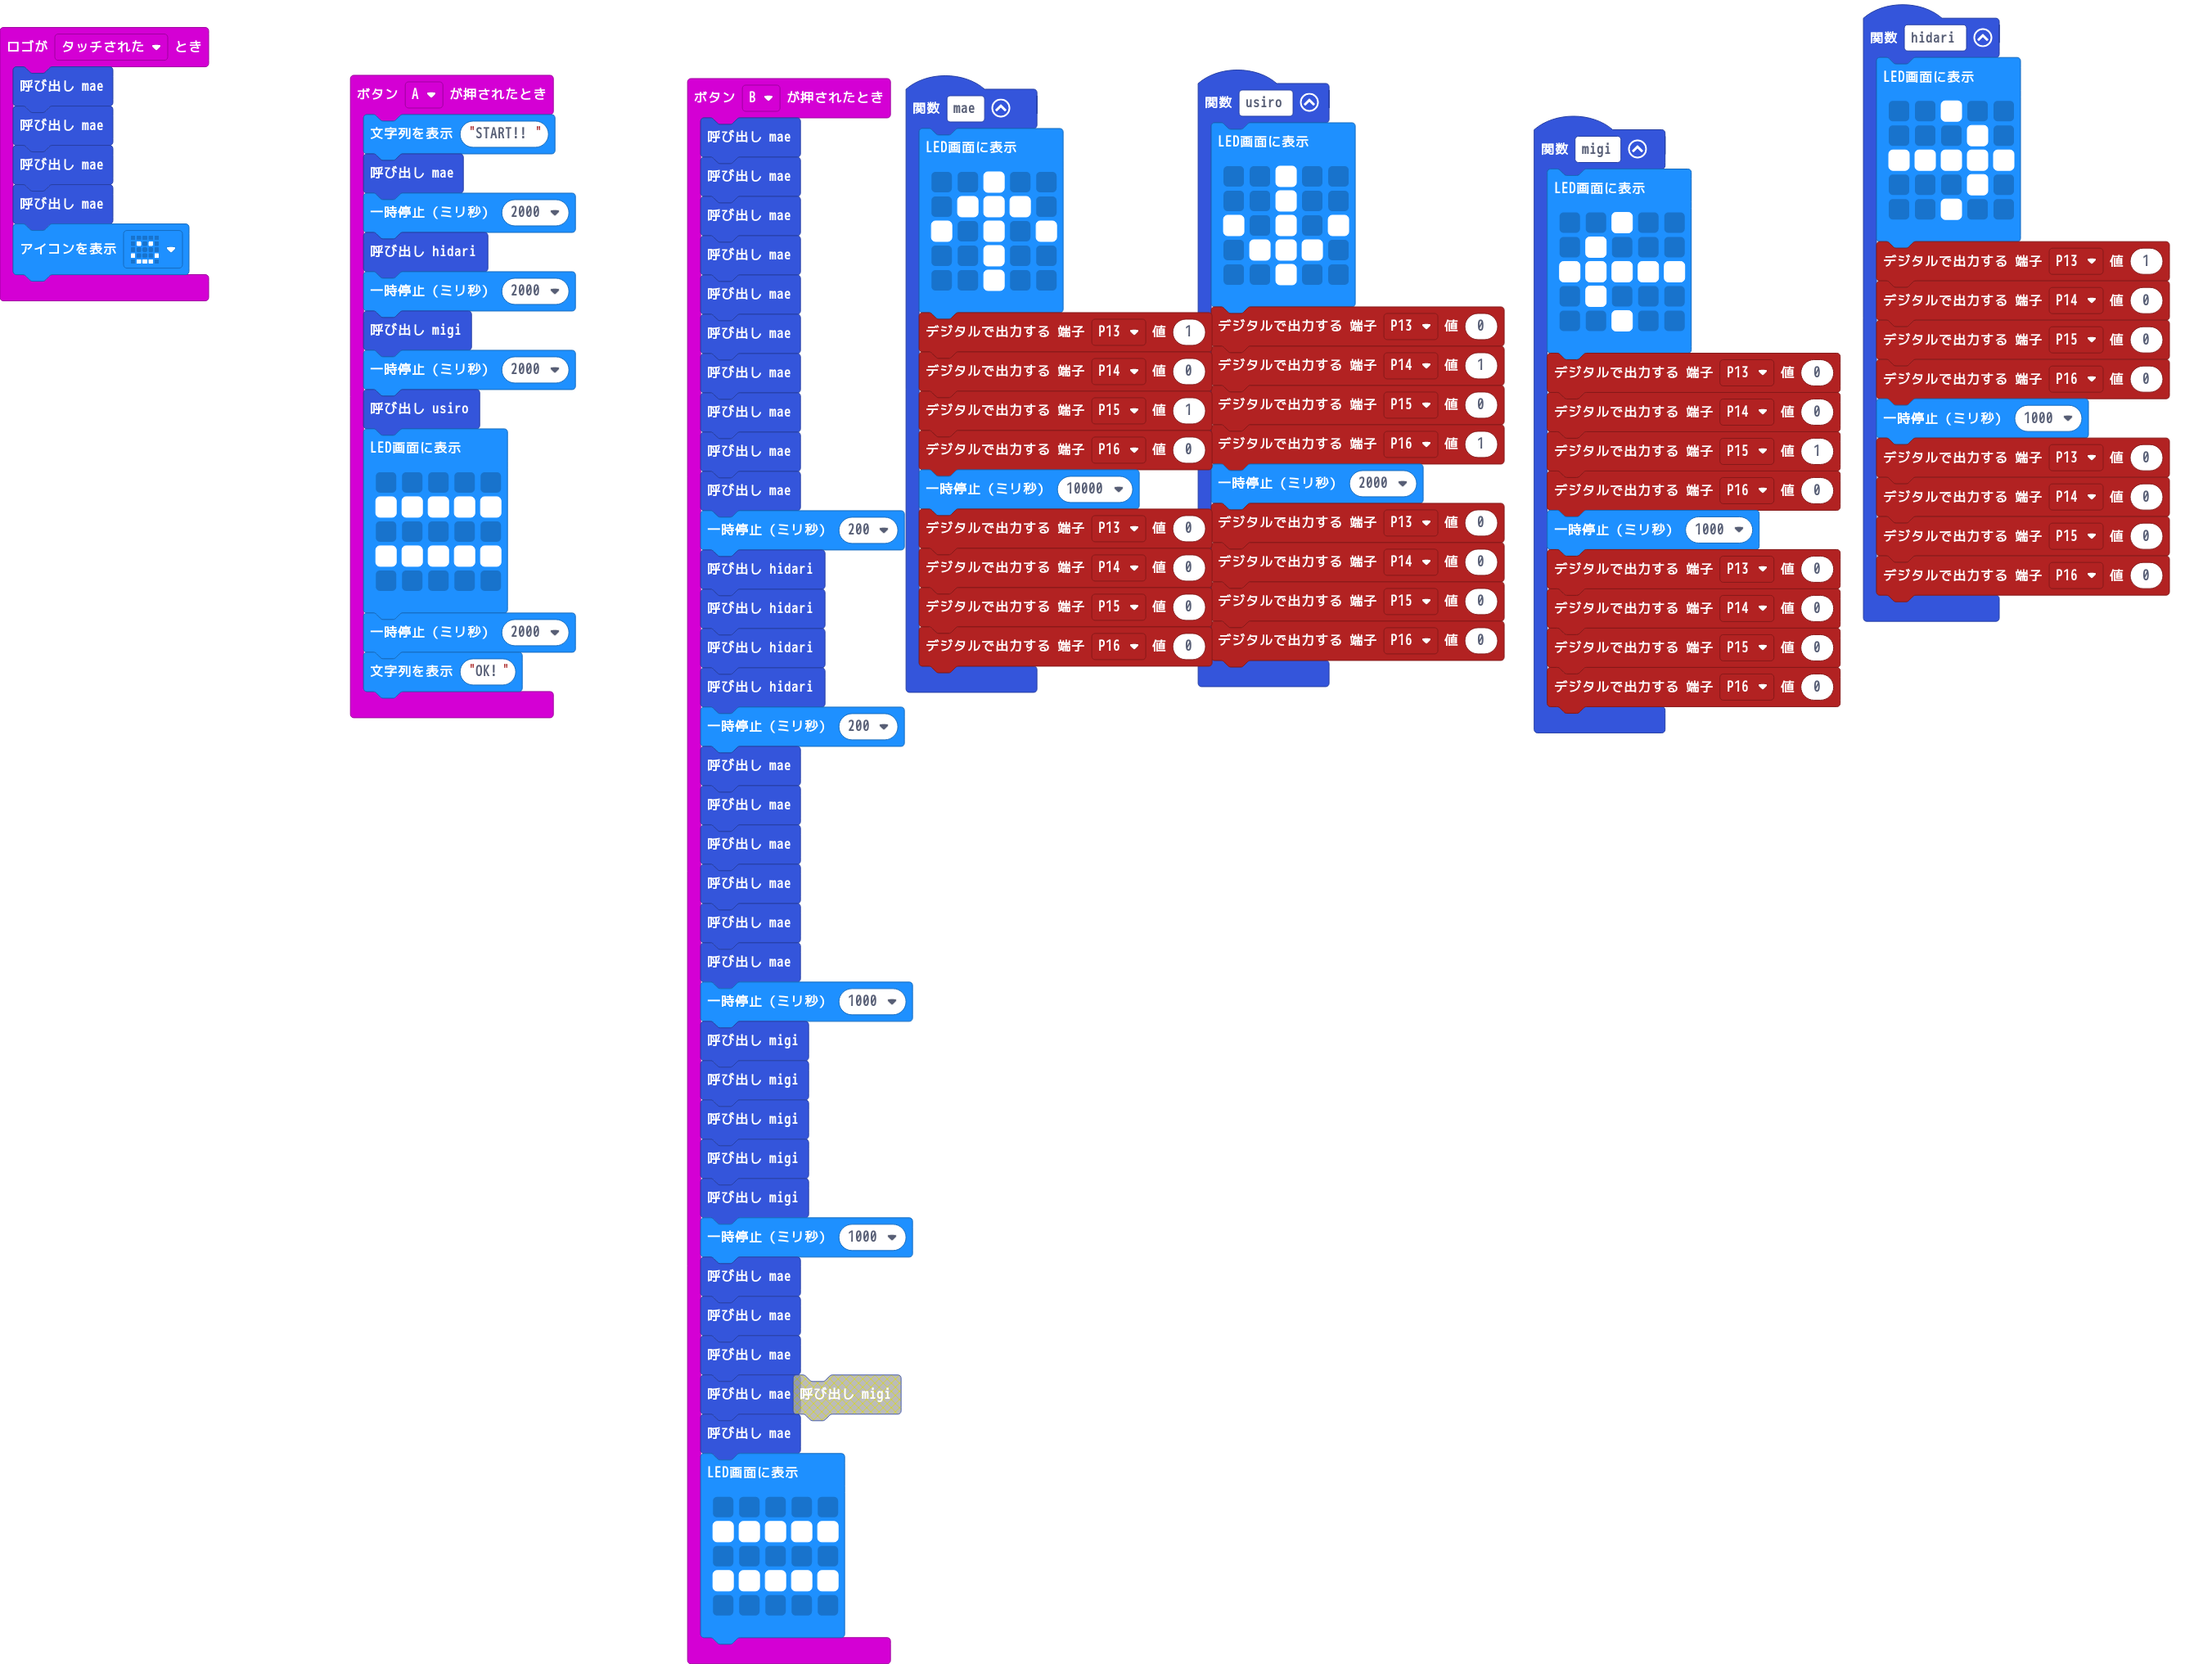 ロゴが タッチされた とき
呼び出し mae
呼び出し mae
呼び出し mae
呼び出し mae
アイコンを表示
ボタン A が押されたとき
文字列を表示 "START!! "
呼び出し mae
一時停止（ミリ秒） 2000
呼び出し hidari
一時停止（ミリ秒） 2000
呼び出し migi
一時停止（ミリ秒） 2000
呼び出し usiro
LED画面に表示
一時停止（ミリ秒） 2000
文字列を表示 "OK! "
ボタン B が押されたとき
呼び出し mae
呼び出し mae
呼び出し mae
呼び出し mae
呼び出し mae
呼び出し mae
呼び出し mae
呼び出し mae
呼び出し mae
呼び出し mae
一時停止（ミリ秒） 200
呼び出し hidari
呼び出し hidari
呼び出し hidari
呼び出し hidari
一時停止（ミリ秒） 200
呼び出し mae
呼び出し mae
呼び出し mae
呼び出し mae
呼び出し mae
呼び出し mae
一時停止（ミリ秒） 1000
呼び出し migi
呼び出し migi
呼び出し migi
呼び出し migi
呼び出し migi
一時停止（ミリ秒） 1000
呼び出し mae
呼び出し mae
呼び出し mae
呼び出し mae
呼び出し migi
呼び出し mae
LED画面に表示
関数 mae
LED画面に表示
デジタルで出力する 端子 P13 値 1
デジタルで出力する 端子 P14 値 0
デジタルで出力する 端子 P15 値 1
デジタルで出力する 端子 P16 値 0
一時停止（ミリ秒） 10000
デジタルで出力する 端子 P13 値 0
デジタルで出力する 端子 P14 値 0
デジタルで出力する 端子 P15 値 0
デジタルで出力する 端子 P16 値 0
関数 usiro
LED画面に表示
デジタルで出力する 端子 P13 値 0
デジタルで出力する 端子 P14 値 1
デジタルで出力する 端子 P15 値 0
デジタルで出力する 端子 P16 値 1
一時停止（ミリ秒） 2000
デジタルで出力する 端子 P13 値 0
デジタルで出力する 端子 P14 値 0
デジタルで出力する 端子 P15 値 0
デジタルで出力する 端子 P16 値 0
関数 migi
LED画面に表示
デジタルで出力する 端子 P13 値 0
デジタルで出力する 端子 P14 値 0
デジタルで出力する 端子 P15 値 1
デジタルで出力する 端子 P16 値 0
一時停止（ミリ秒） 1000
デジタルで出力する 端子 P13 値 0
デジタルで出力する 端子 P14 値 0
デジタルで出力する 端子 P15 値 0
デジタルで出力する 端子 P16 値 0
関数 hidari
LED画面に表示
デジタルで出力する 端子 P13 値 1
デジタルで出力する 端子 P14 値 0
デジタルで出力する 端子 P15 値 0
デジタルで出力する 端子 P16 値 0
一時停止（ミリ秒） 1000
デジタルで出力する 端子 P13 値 0
デジタルで出力する 端子 P14 値 0
デジタルで出力する 端子 P15 値 0
デジタルで出力する 端子 P16 値 0